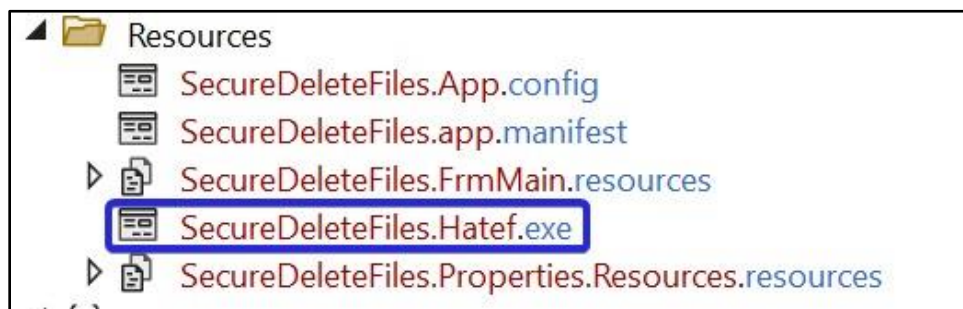 Resources
SecureDeleteFiles.App.config
SecureDeleteFiles.app.manifest
SecureDeleteFiles.FrmMain.resources
SecureDeleteFiles.Hatef.exe
SecureDeleteFiles.Properties.Resources.resources